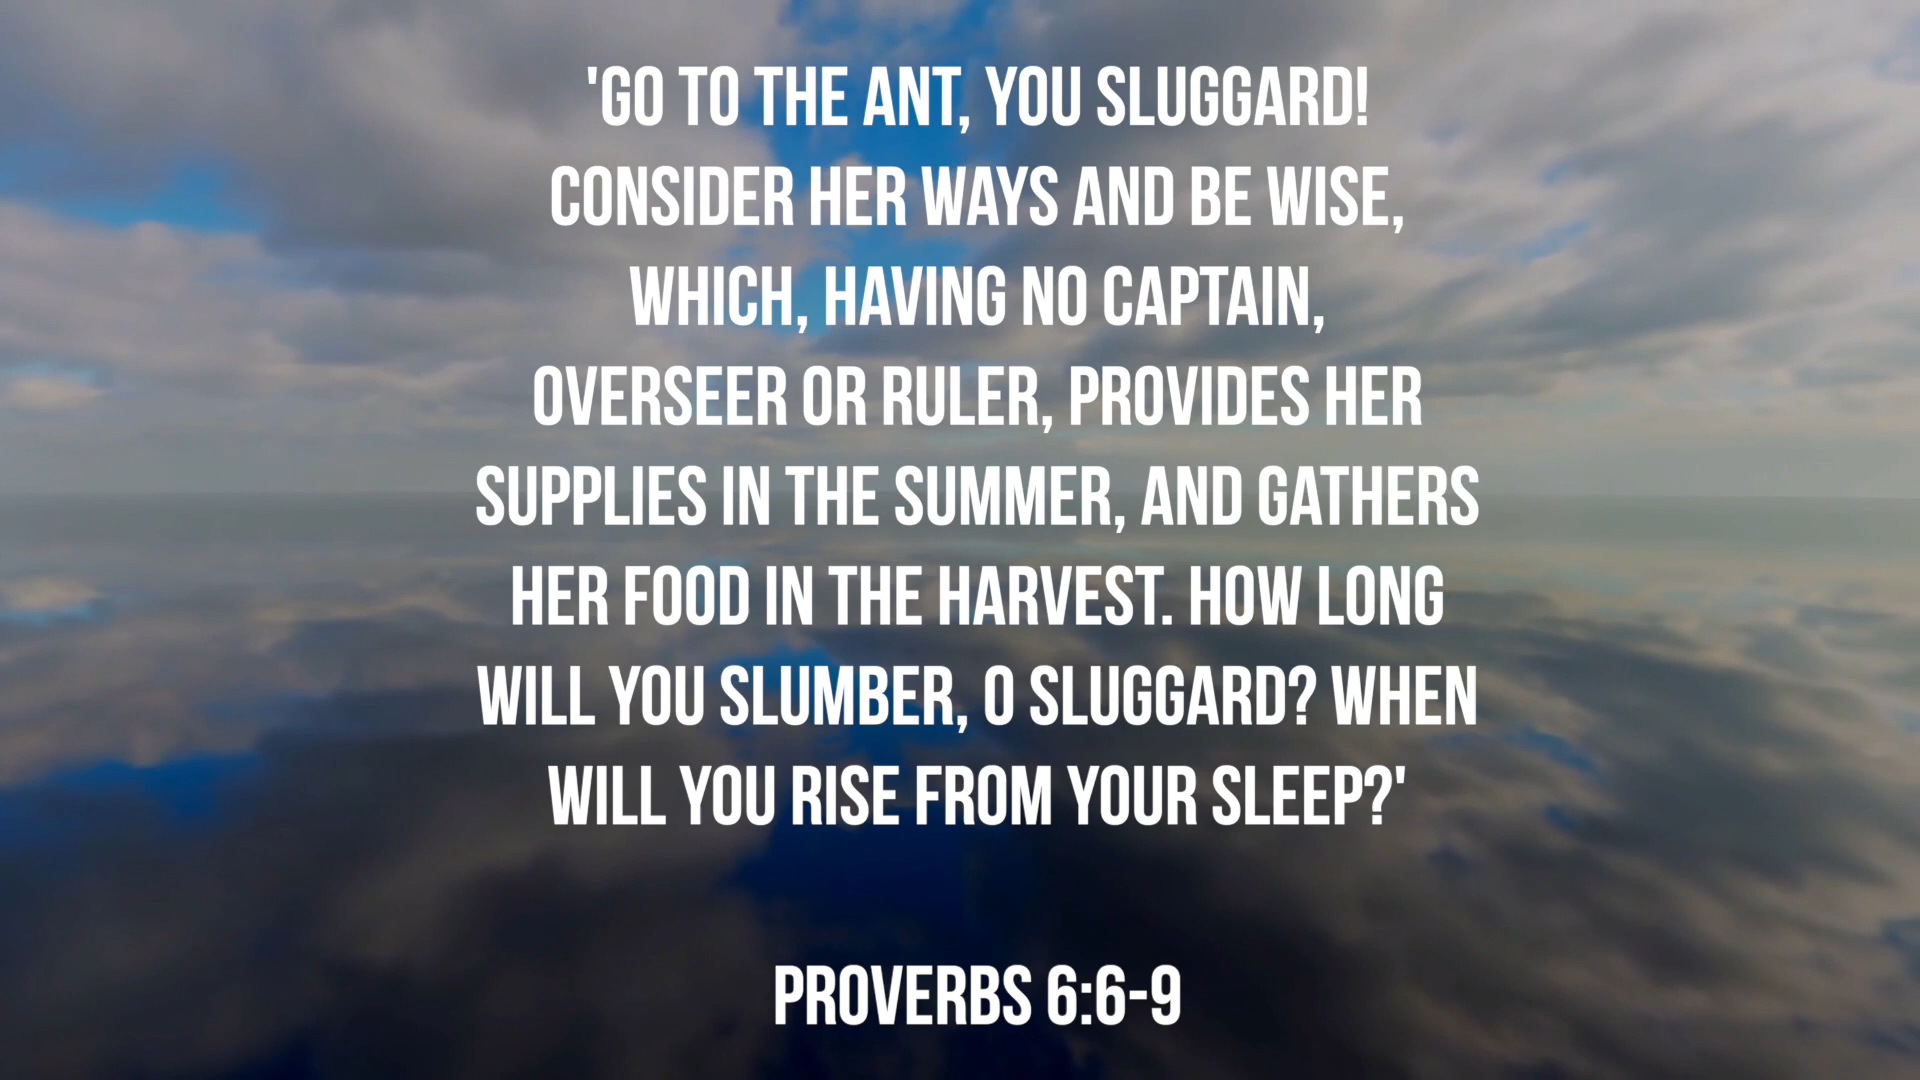 'GO TO THE ANT, YOU SLUGGARD!
CONSIDER HER WAYS AND BE WISE,
WHICH, HAVING NO CAPTAIN,
OVERSEER OR RULER, PROVIDES HER
SUPPLIES IN THE SUMMER, AND GATHERS
HER FOOD IN THE HARVEST. HOW LONG
WILL YOU SLUMBER, O SLUGGARD? WHEN
WILL YOU RISE FROM YOUR SLEEP?'
PROVERBS 6:6-9